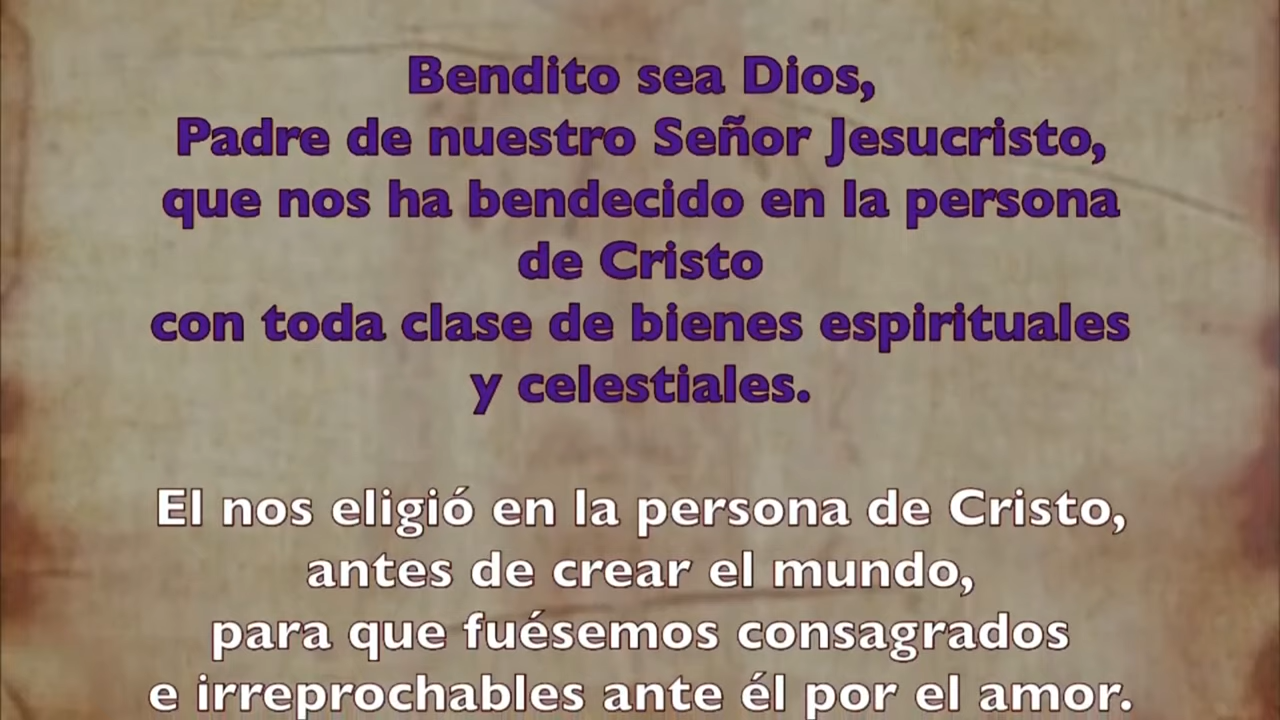 Bendito sea Dios,
Padre de nuestro Señor Jesucristo,
que nos ha bendecido en la persona
de Cristo
con toda clase de bienes espirituales
y celestiales.
El nos eligió en la persona de Cristo,
antes de crear el mundo,
para que fuésemos consagrados
e irreprochables ante él por el amor.